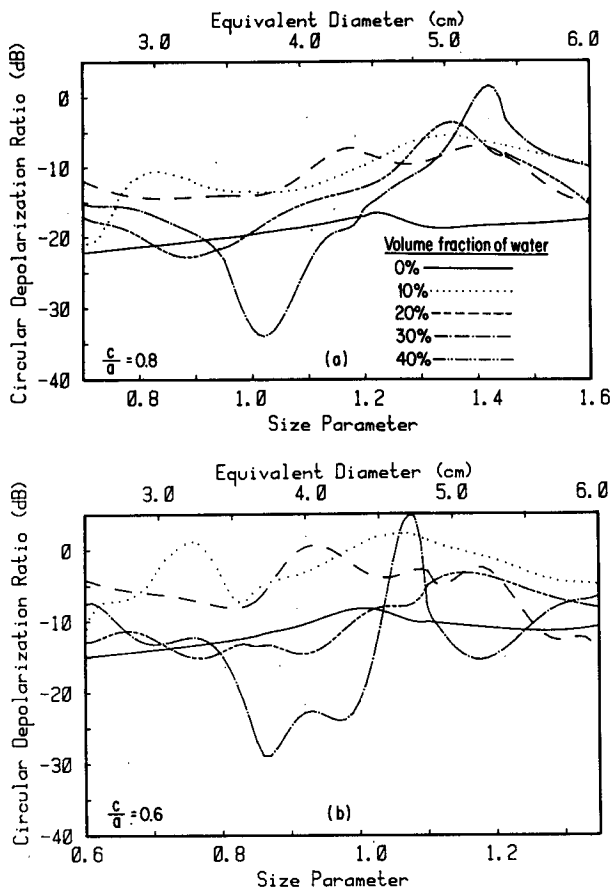 Equivalent Diameter (cm)
3.0 4.0 5.0 6.0
Circular Depolarization Ratio (dB)
0
-10
-20
-30
-40
Volume fraction of water
0%
10%
20%
30%
40%
c/a = 0.8
(a)
0.8 1.0 1.2 1.4 1.6
Size Parameter
Equivalent Diameter (cm)
3.0 4.0 5.0 6.0
Circular Depolarization Ratio (dB)
0
-10
-20
-30
-40
c/a = 0.6
(b)
0.6 0.8 1.0 1.2
Size Parameter